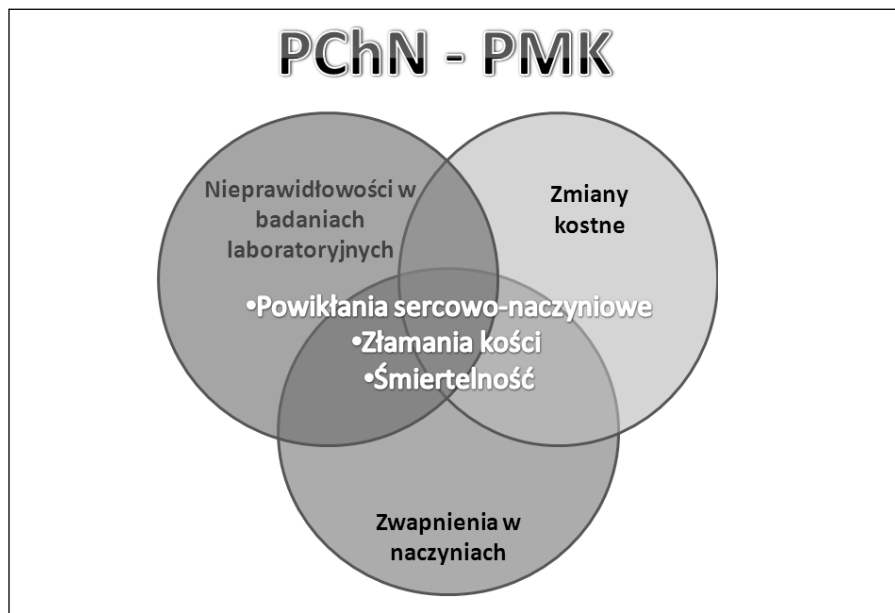 PChN - PMK
Nieprawidłowości w
badaniach
laboratoryjnych
Zmiany
kostne
•Powikłania sercowo-naczyniowe
•Złamania kości
•Śmiertelność
Zwapnienia w
naczyniach